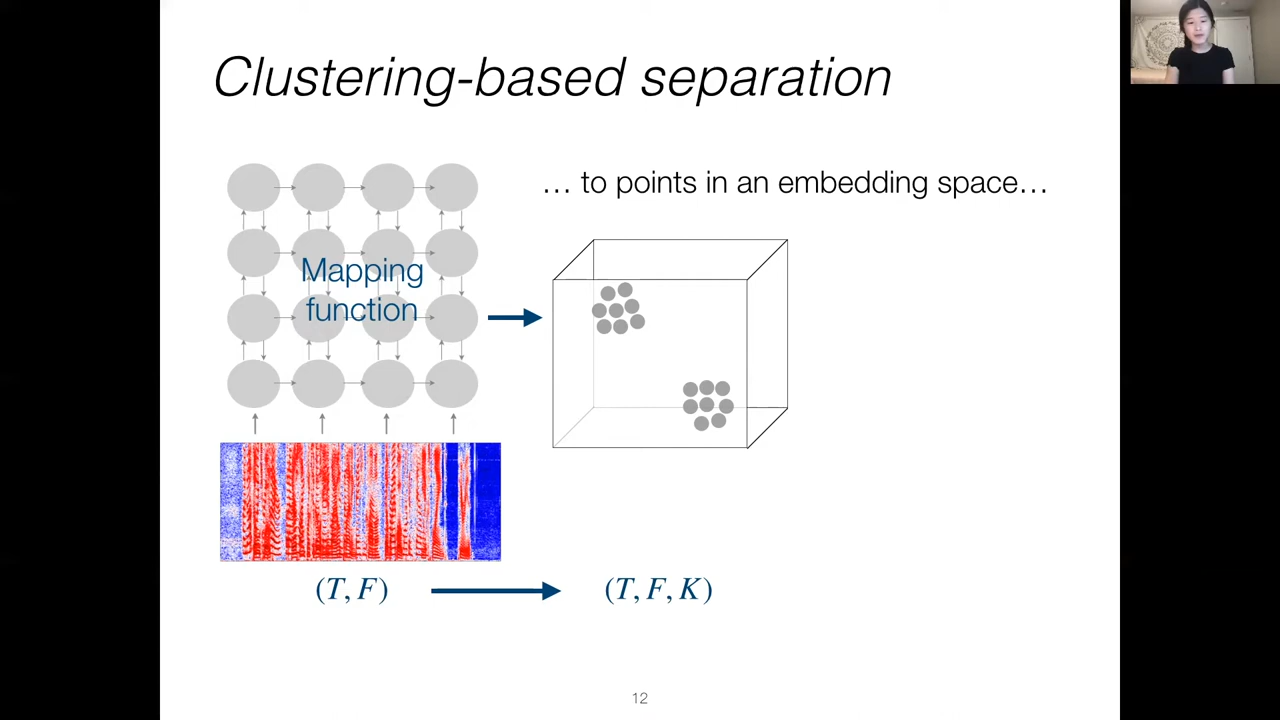 Clustering-based separation
… to points in an embedding space…
Mapping
function
(T, F)
(T, F, K)
12